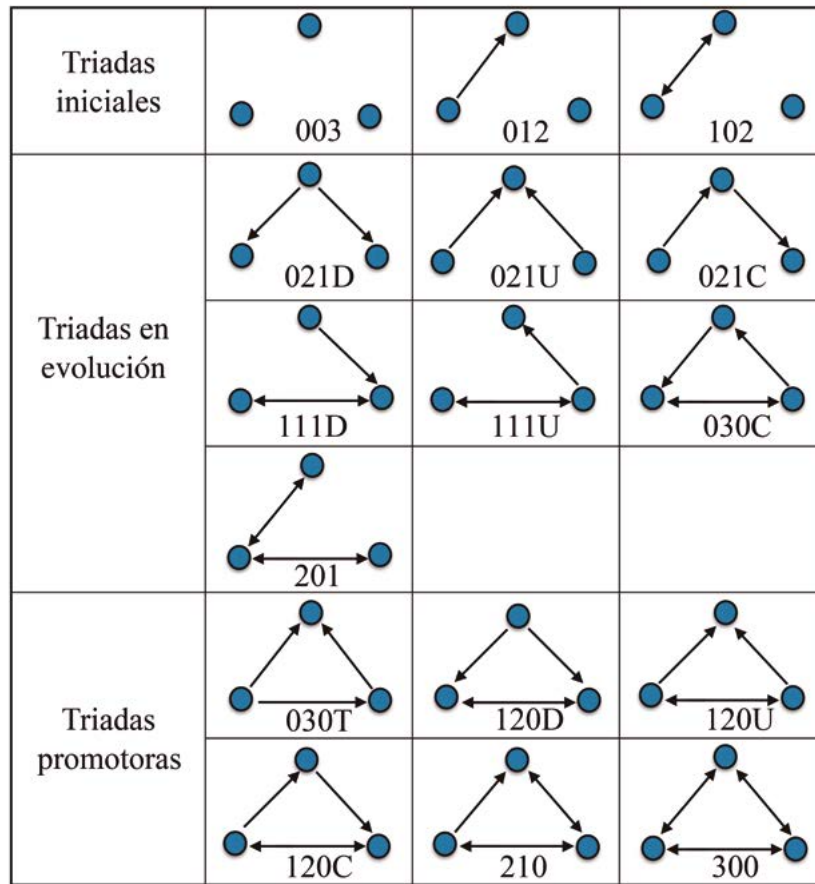 Triadas
iniciales
003
012
102
Triadas en
evolución
021D
021U
021C
111D
111U
030C
201
Triadas
promotoras
030T
120D
120U
120C
210
300